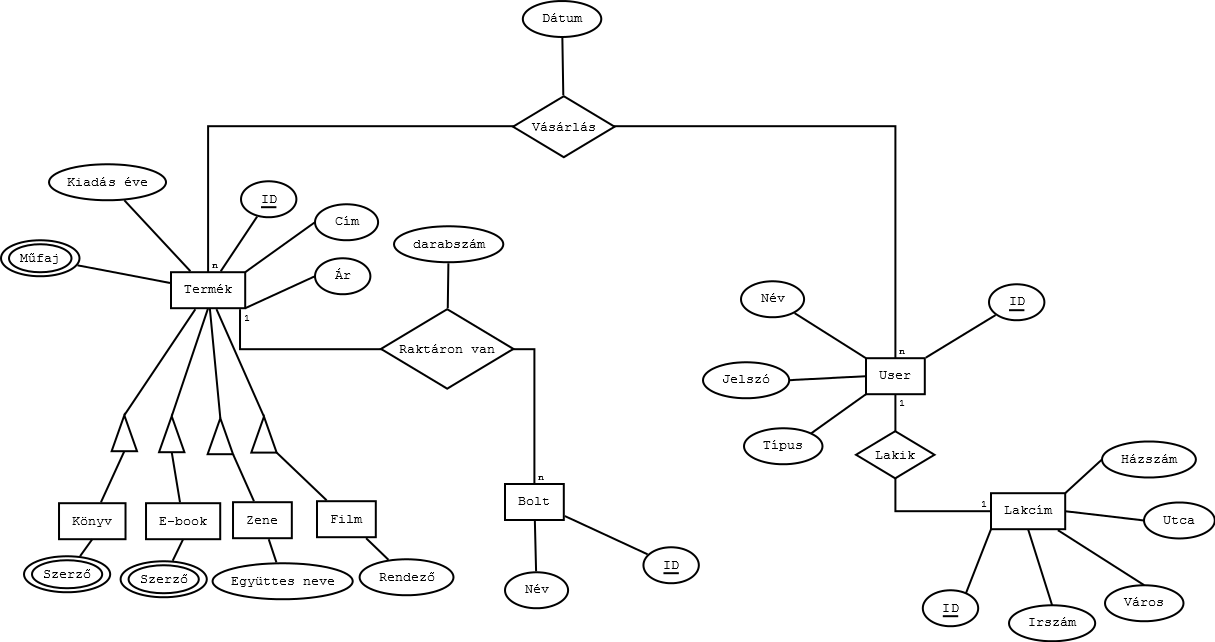 Dátum
Vásárlás
Kiadás éve
ID
Cím
Műfaj
Ár
n
Termék
1
darabszám
Raktáron van
Név
ID
n
Jelszó
User
1
Típus
Lakik
Házszám
n
Bolt
1
Lakcím
Utca
Könyv
E-book
Zene
Film
Szerző
Szerző
Együttes neve
Rendező
Név
ID
ID
Irszám
Város